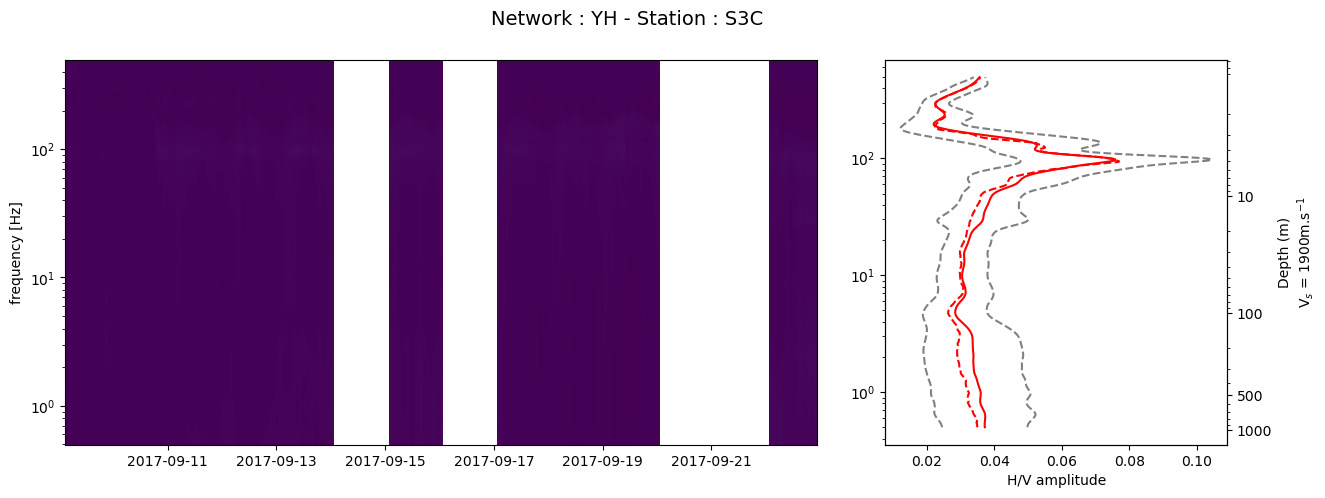 Network : YH - Station : S3C
frequency [Hz]
10²
10¹
10⁰
2017-09-11 2017-09-13 2017-09-15 2017-09-17 2017-09-19 2017-09-21
10²
10¹
10⁰
0.02 0.04 0.06 0.08 0.10
H/V amplitude
10
100
500
1000
Depth (m)
Vₛ = 1900m.s⁻¹